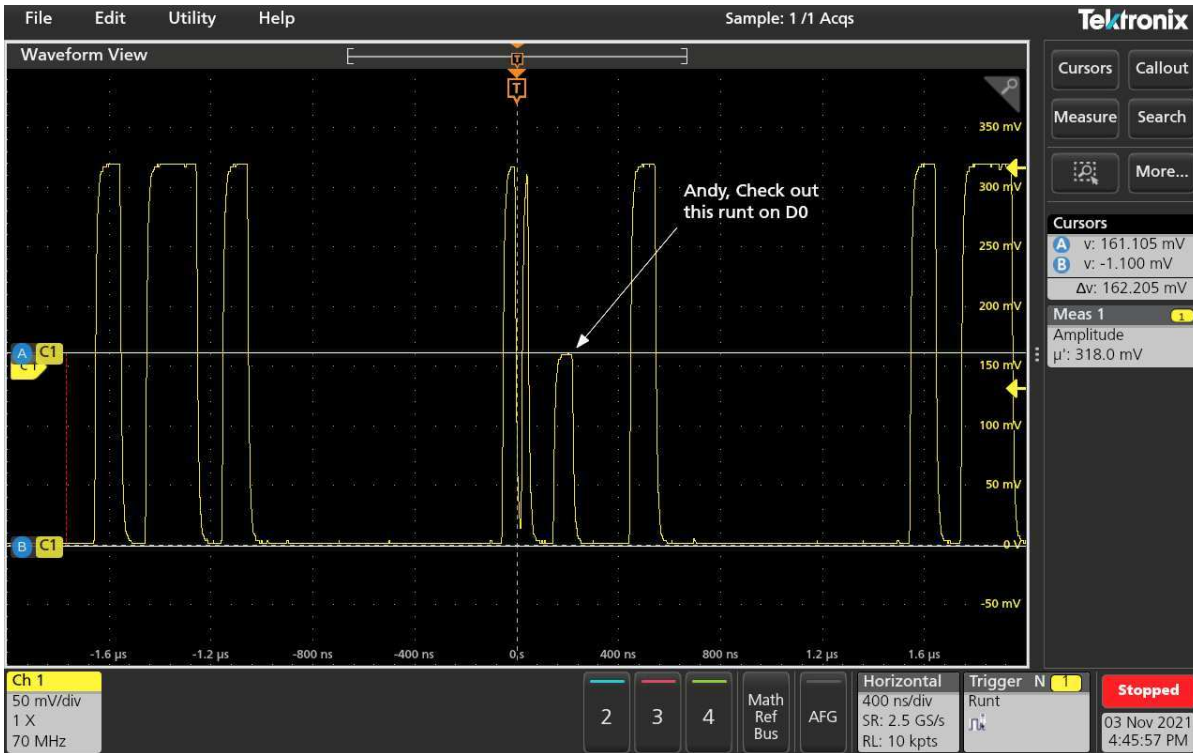 File Edit Utility Help Sample: 1 /1 Acqs Tektronix
Waveform View
T
T
Cursors Callout
Measure Search
More...
350 mV
300 mV
250 mV
200 mV
150 mV
100 mV
50 mV
0 V
-50 mV
Andy, Check out
this runt on D0
A C1
C1
B C1
-1.6 µs -1.2 µs -800 ns -400 ns 0 s 400 ns 800 ns 1.2 µs 1.6 µs
Cursors
A v: 161.105 mV
B v: -1.100 mV
Δv: 162.205 mV
Meas 1 1
Amplitude
µ': 318.0 mV
Ch 1
50 mV/div
1 X
70 MHz
2 3 4
Math
Ref
Bus
AFG
Horizontal
400 ns/div
SR: 2.5 GS/s
RL: 10 kpts
Trigger N 1
Runt
Stopped
03 Nov 2021
4:45:57 PM